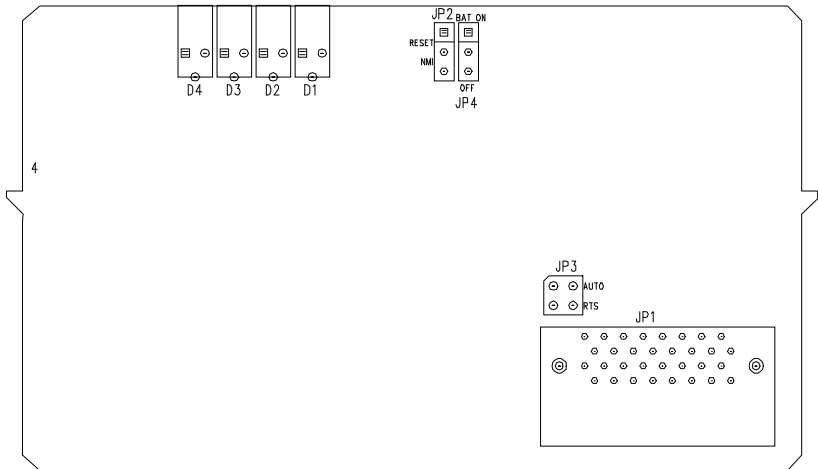 JP2 BAT ON
RESET
NMI
OFF
JP4
D4 D3 D2 D1
4
JP3
AUTO
RTS
JP1